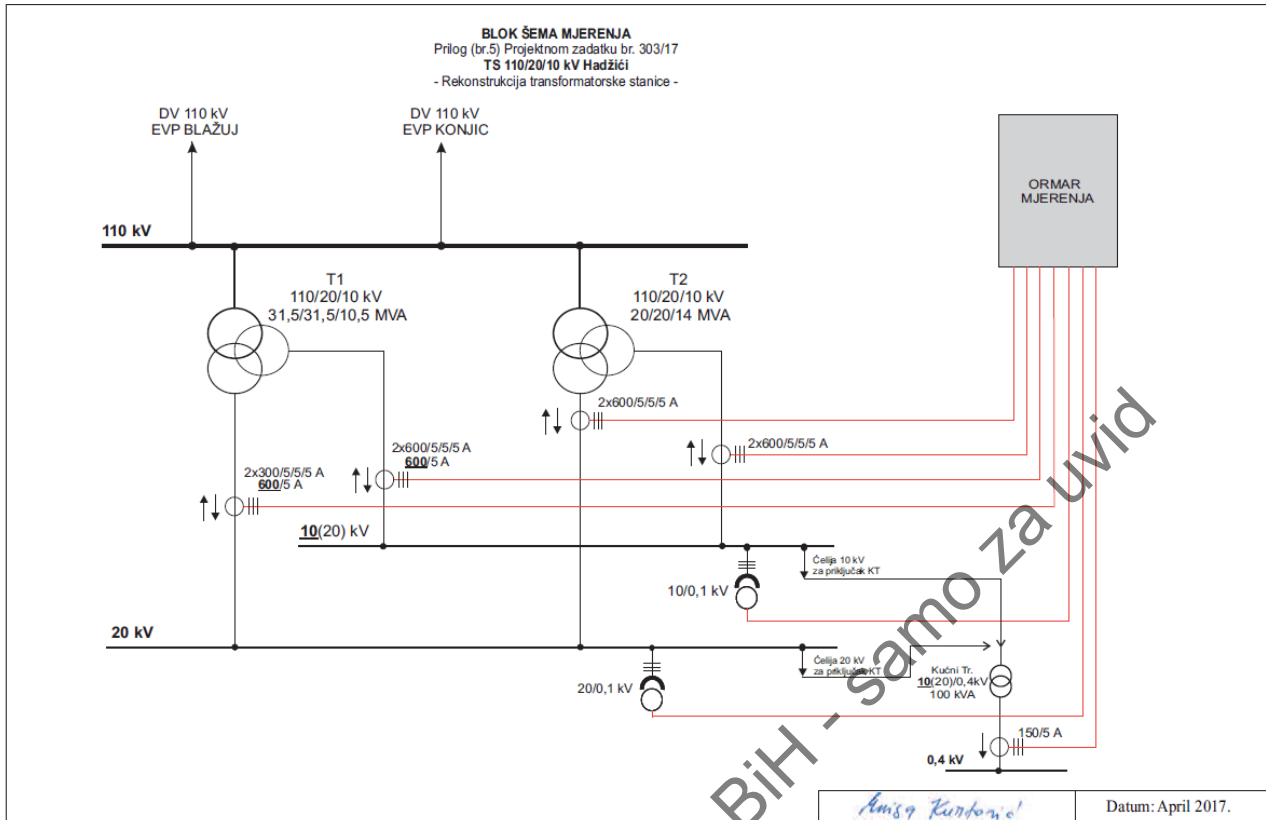 BLOK ŠEMA MJERENJA
Prilog (br.5) Projektnom zadatku br. 303/17
TS 110/20/10 kV Hadžići
- Rekonstrukcija transformatorske stanice -
DV 110 kV
EVP BLAŽUJ
DV 110 kV
EVP KONJIC
ORMAR
MJERENJA
110 kV
T1
110/20/10 kV
31,5/31,5/10,5 MVA
T2
110/20/10 kV
20/20/14 MVA
2x600/5/5/5 A
2x600/5/5/5 A
2x600/5/5/5 A
600/5 A
2x300/5/5/5 A
600/5 A
10(20) kV
Ćelija 10 kV
za priključak KT
10/0,1 kV
20 kV
Ćelija 20 kV
za priključak KT
20/0,1 kV
Kućni Tr.
10(20)/0,4kV
100 kVA
150/5 A
0,4 kV
BiH - samo za uvid
Datum: April 2017.